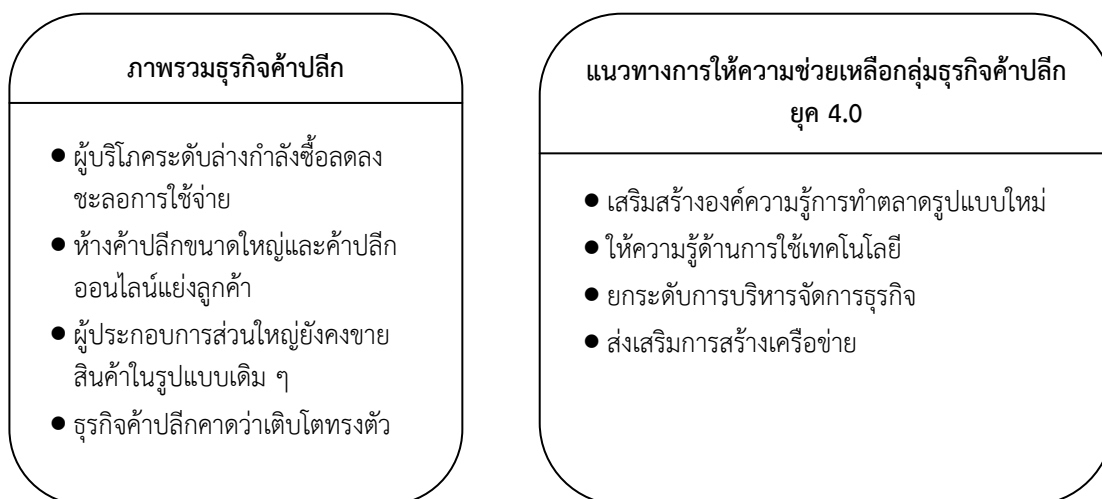 ภาพรวมธุรกิจค้าปลีก
● ผู้บริโภคระดับล่างกำลังซื้อลดลง
ชะลอการใช้จ่าย
● ห้างค้าปลีกขนาดใหญ่และค้าปลีก
ออนไลน์แย่งลูกค้า
● ผู้ประกอบการส่วนใหญ่ยังคงขาย
สินค้าในรูปแบบเดิม ๆ
● ธุรกิจค้าปลีกคาดว่าเติบโตทรงตัว
แนวทางการให้ความช่วยเหลือกลุ่มธุรกิจค้าปลีก
ยุค 4.0
● เสริมสร้างองค์ความรู้การทำตลาดรูปแบบใหม่
● ให้ความรู้ด้านการใช้เทคโนโลยี
● ยกระดับการบริหารจัดการธุรกิจ
● ส่งเสริมการสร้างเครือข่าย